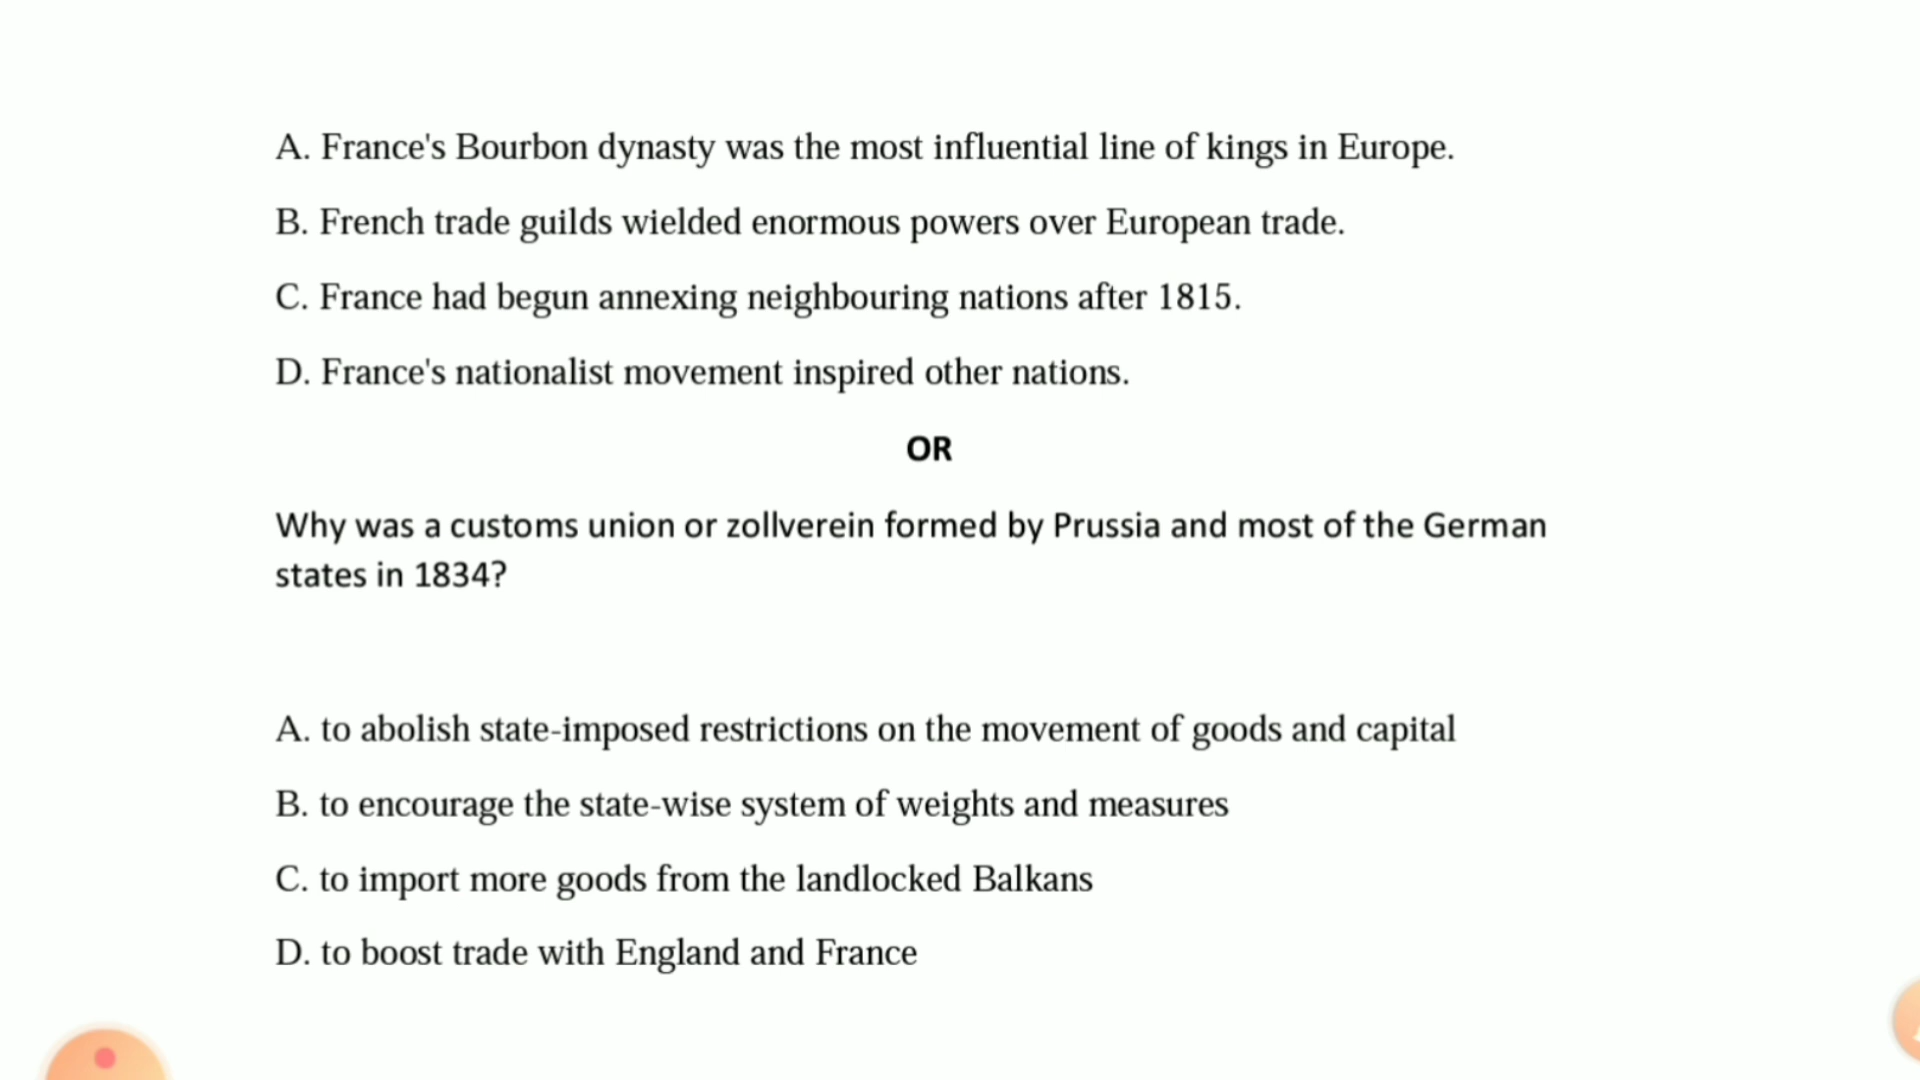 A. France's Bourbon dynasty was the most influential line of kings in Europe.
B. French trade guilds wielded enormous powers over European trade.
C. France had begun annexing neighbouring nations after 1815.
D. France's nationalist movement inspired other nations.
OR
Why was a customs union or zollverein formed by Prussia and most of the German
states in 1834?
A. to abolish state-imposed restrictions on the movement of goods and capital
B. to encourage the state-wise system of weights and measures
C. to import more goods from the landlocked Balkans
D. to boost trade with England and France